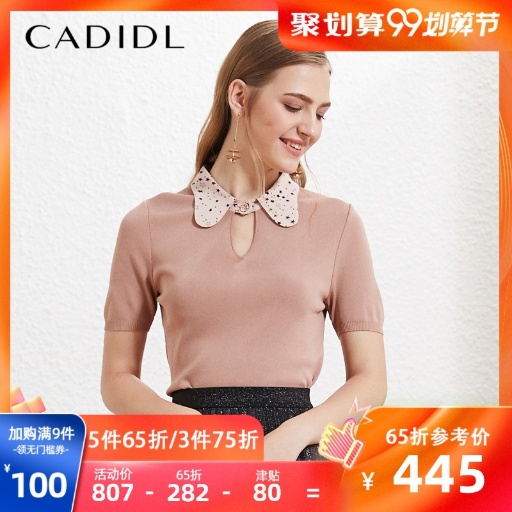 CADIDL
聚划算99划算节
加购满9件
-领无门槛券-
¥100
5件65折/3件75折
活动价 65折 津贴
807 - 282 - 80 =
65折参考价
¥ 445